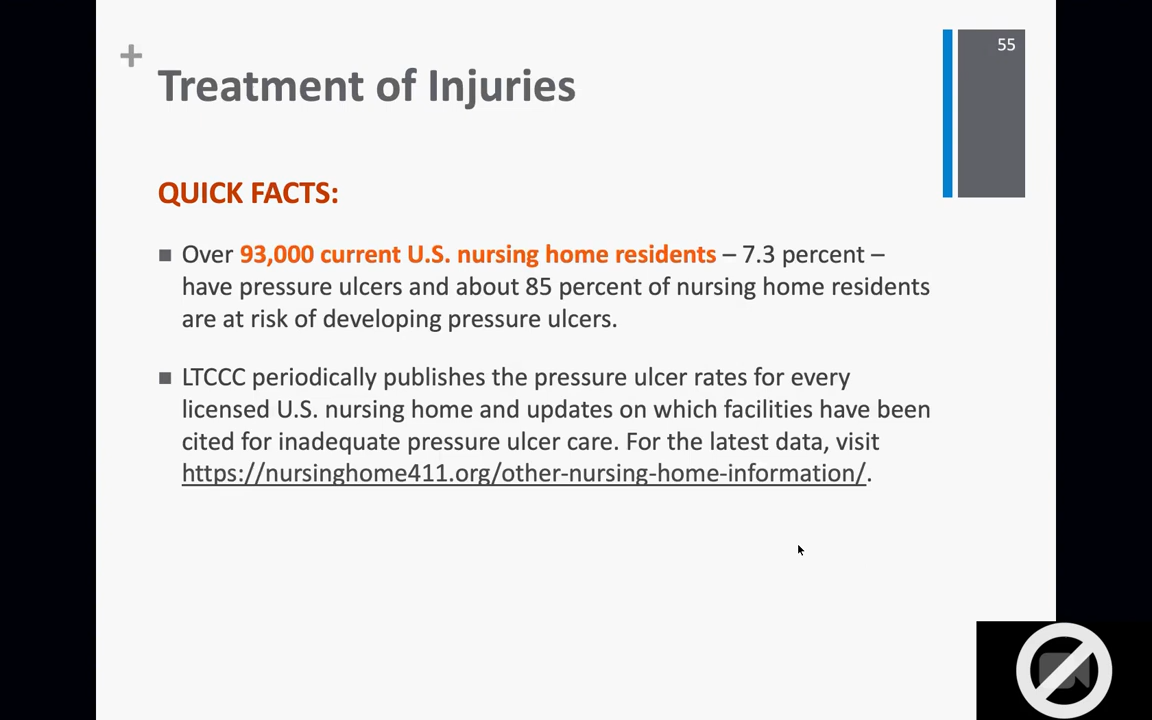 55
+
Treatment of Injuries
QUICK FACTS:
■ Over 93,000 current U.S. nursing home residents – 7.3 percent –
have pressure ulcers and about 85 percent of nursing home residents
are at risk of developing pressure ulcers.
■ LTCCC periodically publishes the pressure ulcer rates for every
licensed U.S. nursing home and updates on which facilities have been
cited for inadequate pressure ulcer care. For the latest data, visit
https://nursinghome411.org/other-nursing-home-information/.